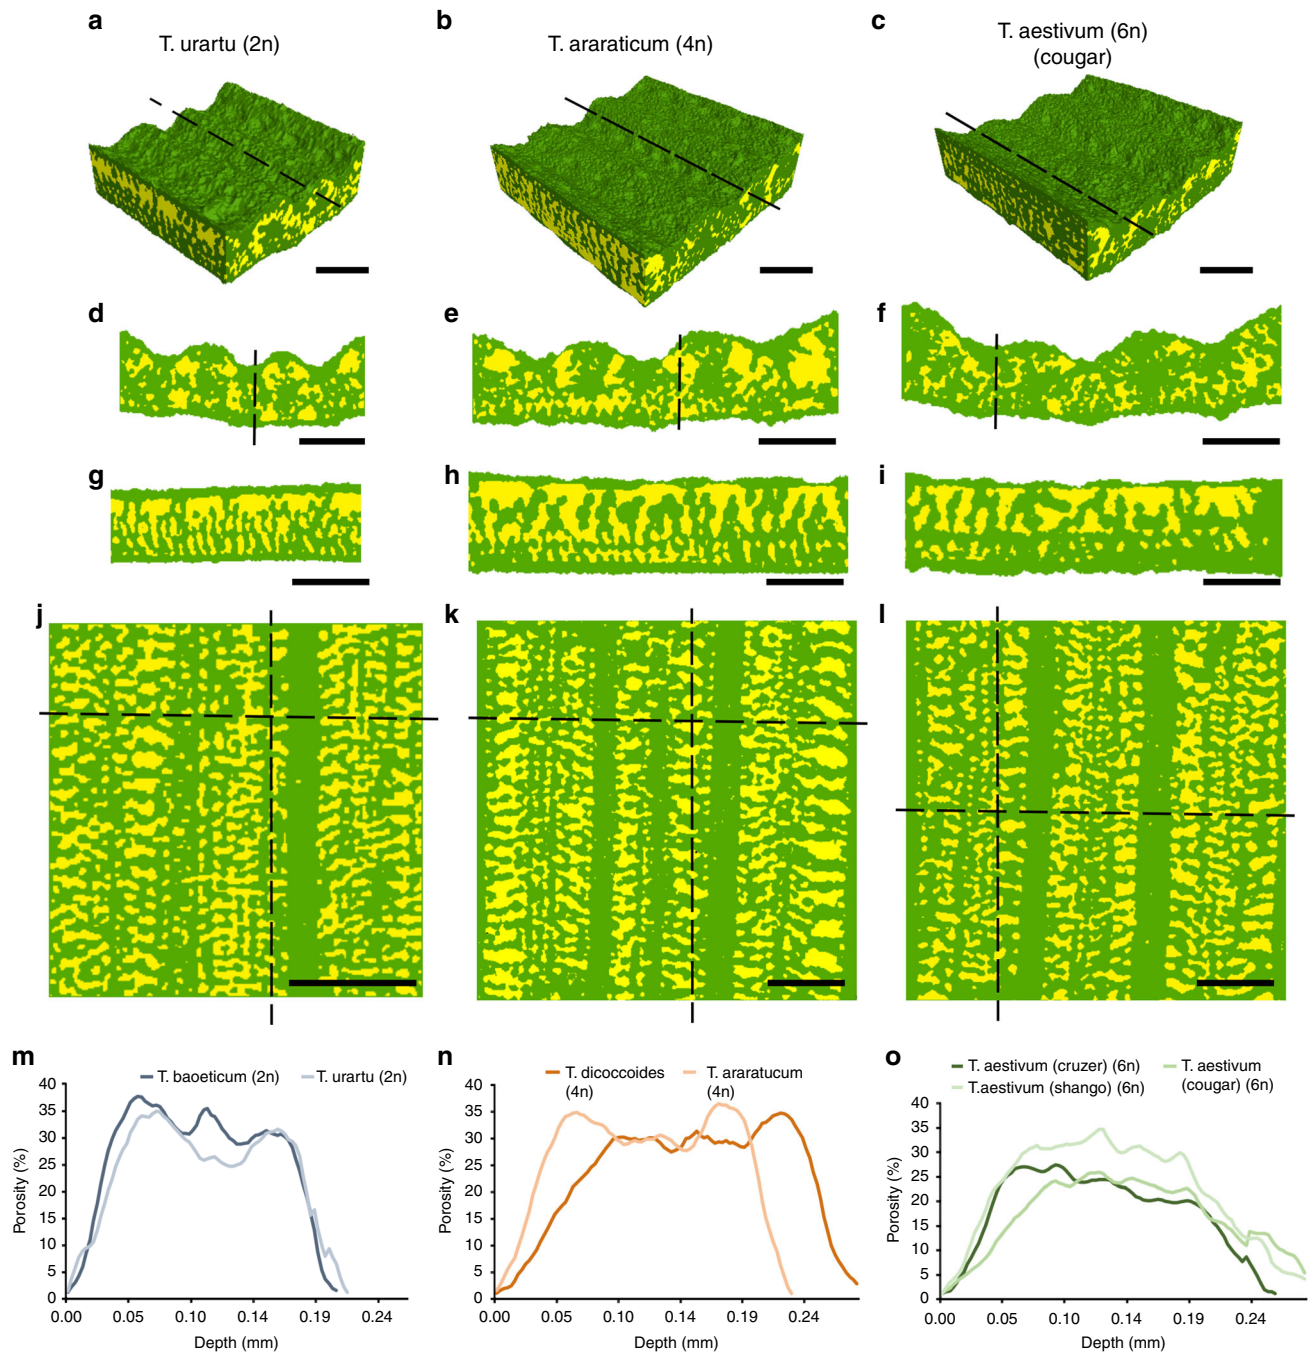 a
T. urartu (2n)
b
T. araraticum (4n)
c
T. aestivum (6n)
(cougar)
d
e
f
g
h
i
j
k
l
m
T. baoeticum (2n)
T. urartu (2n)
40
35
30
25
20
15
10
5
0
Porosity (%)
0.00
0.05
0.10
0.14
0.19
0.24
Depth (mm)
n
T. dicoccoides
(4n)
T. araratucum
(4n)
40
35
30
25
20
15
10
5
0
Porosity (%)
0.00
0.05
0.10
0.14
0.19
0.24
Depth (mm)
o
T. aestivum (cruzer) (6n)
T.aestivum (shango) (6n)
T. aestivum
(cougar) (6n)
40
35
30
25
20
15
10
5
0
Porosity (%)
0.00
0.05
0.10
0.14
0.19
0.24
Depth (mm)